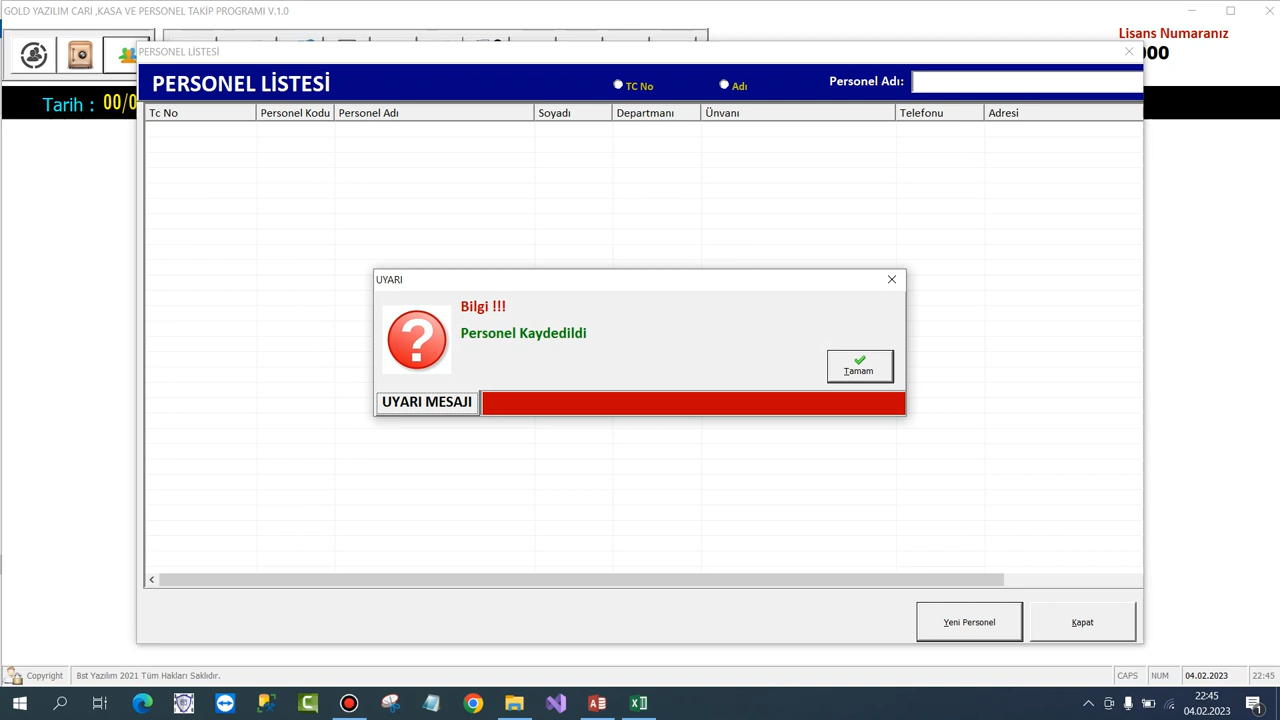 GOLD YAZILIM CARİ ,KASA VE PERSONEL TAKİP PROGRAMI V.1.0
Lisans Numaranız
000
Tarih : 00/0
PERSONEL LİSTESİ
PERSONEL LİSTESİ
TC No
Adı
Personel Adı:
Tc No
Personel Kodu
Personel Adı
Soyadı
Departmanı
Ünvanı
Telefonu
Adresi
UYARI
Bilgi !!!
Personel Kaydedildi
Tamam
UYARI MESAJI
Yeni Personel
Kapat
Copyright
Bst Yazılım 2021 Tüm Hakları Saklıdır.
CAPS
NUM
04.02.2023
22:45
22:45
04.02.2023
1